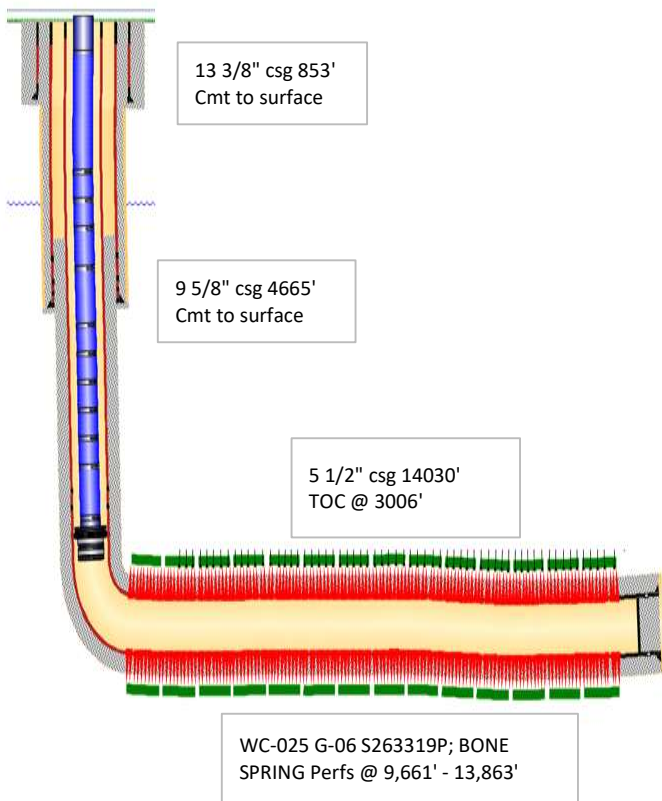 13 3/8" csg 853'
Cmt to surface
9 5/8" csg 4665'
Cmt to surface
5 1/2" csg 14030'
TOC @ 3006'
WC-025 G-06 S263319P; BONE
SPRING Perfs @ 9,661' - 13,863'